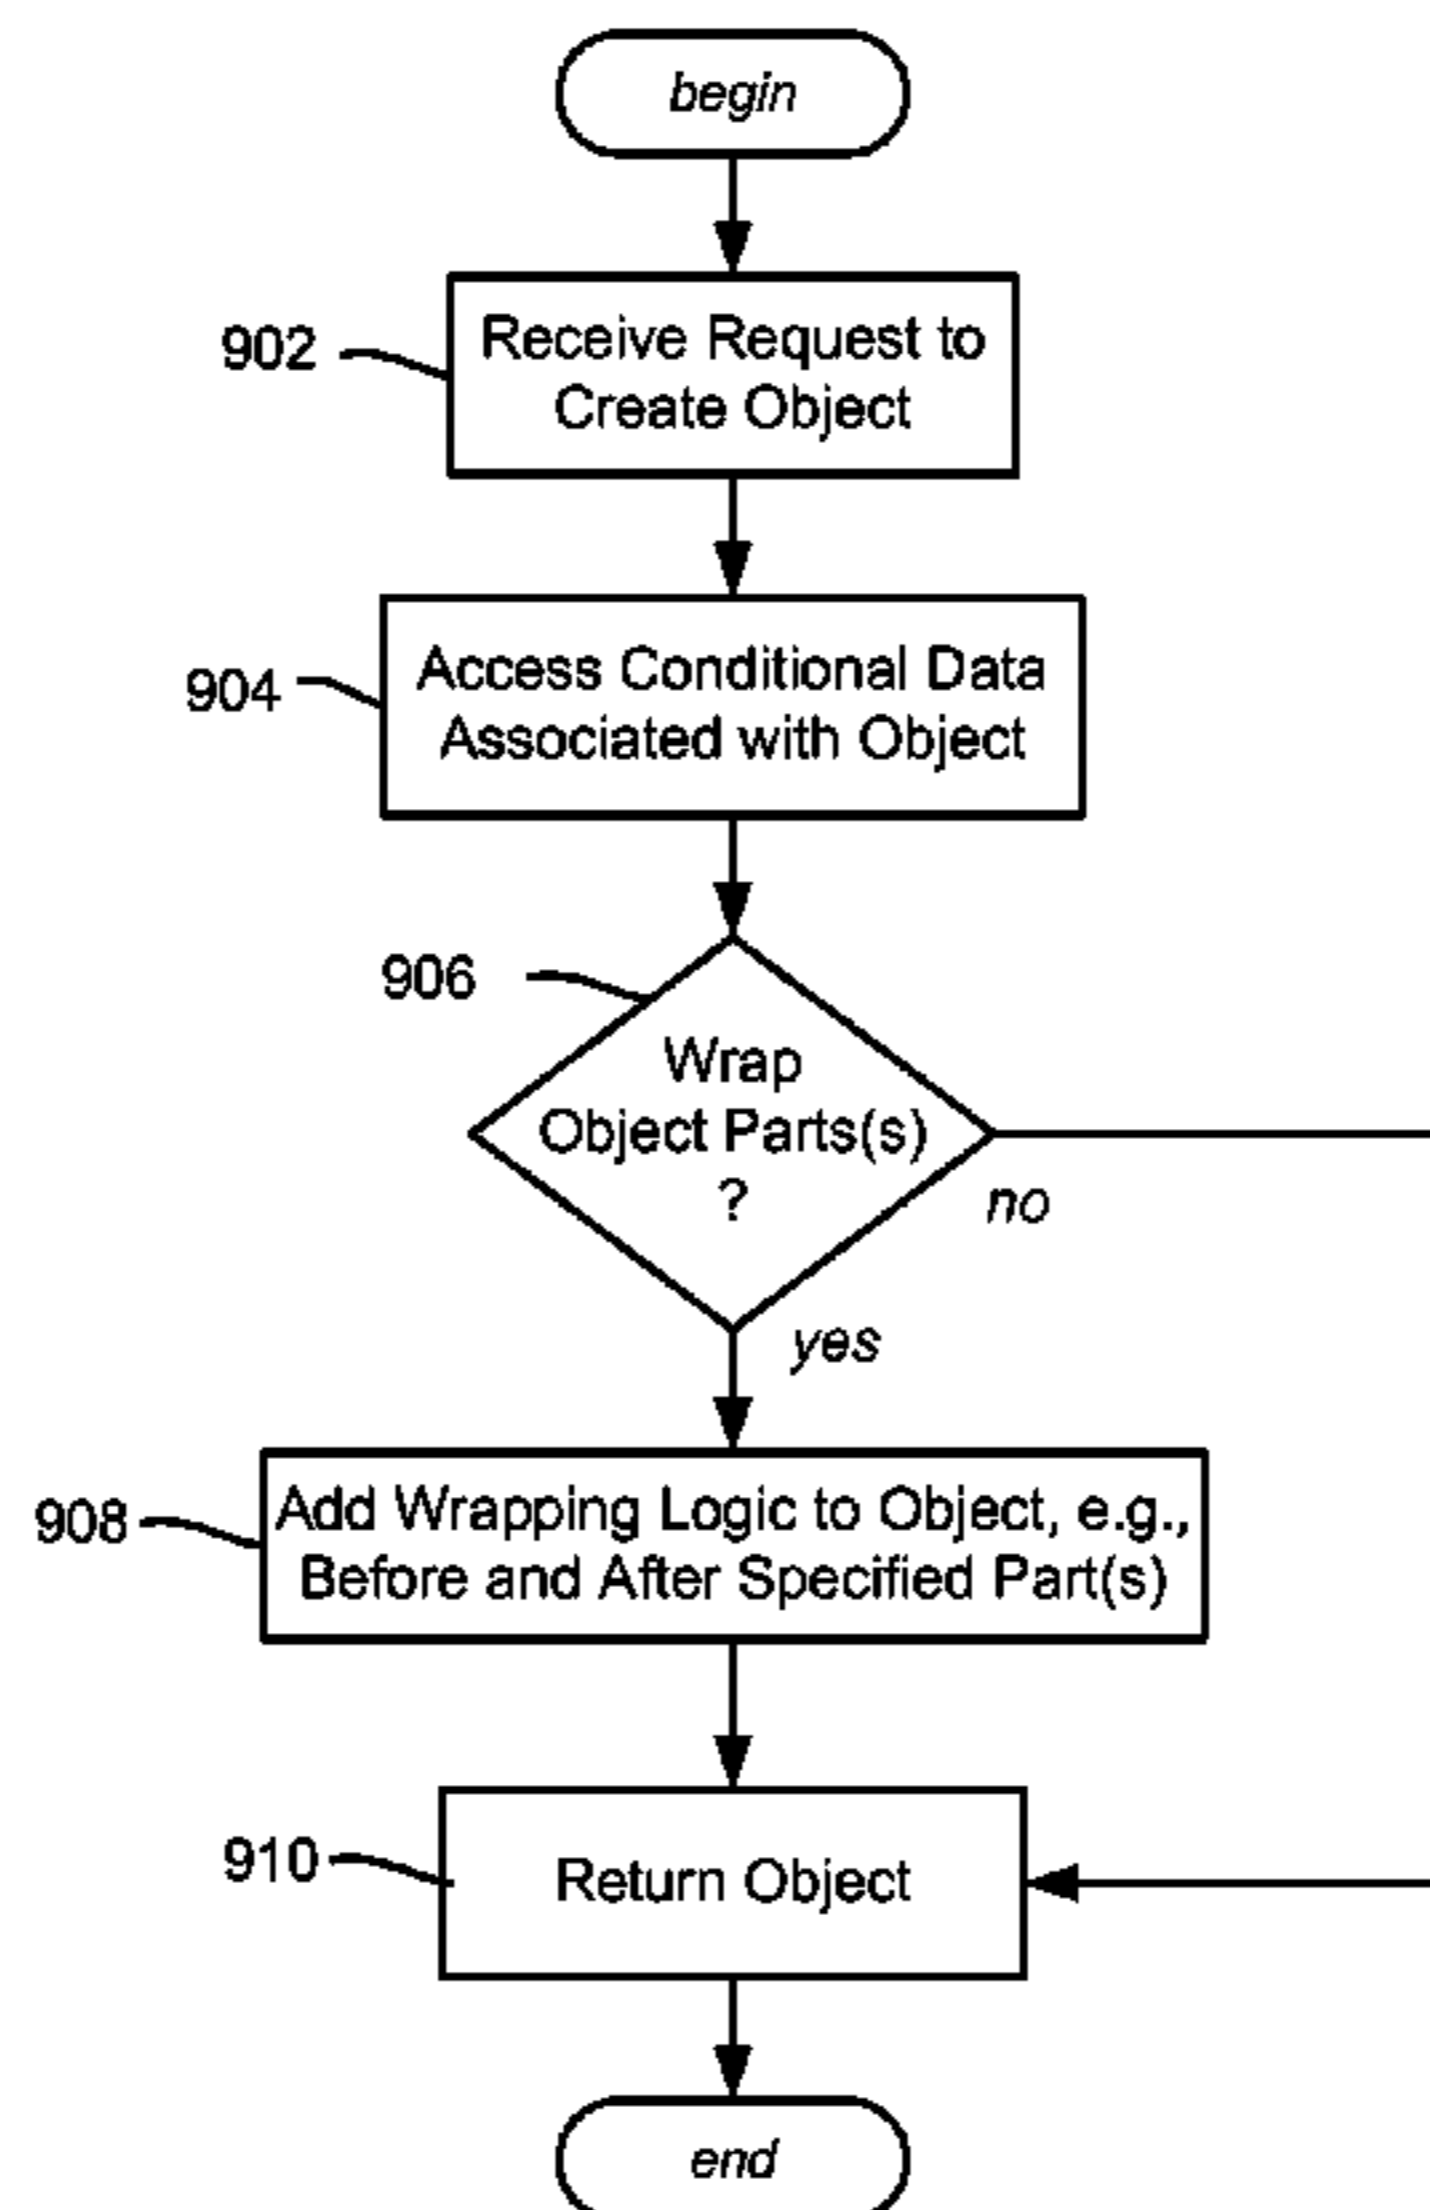 begin
902
Receive Request to
Create Object
904
Access Conditional Data
Associated with Object
906
Wrap
Object Parts(s)
?
no
yes
908
Add Wrapping Logic to Object, e.g.,
Before and After Specified Part(s)
910
Return Object
end